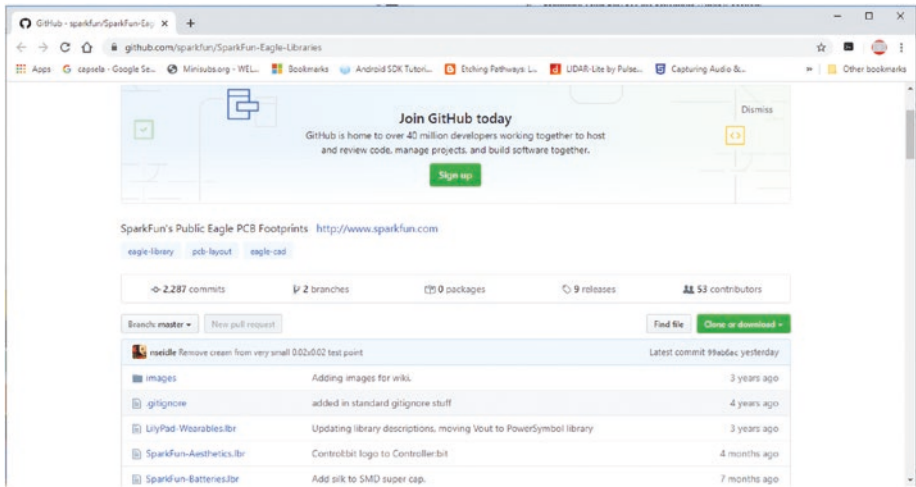 GitHub - sparkfun/SparkFun-Eag
github.com/sparkfun/SparkFun-Eagle-Libraries
Apps
capsela - Google Se...
Minisubs.org - WEL...
Bookmarks
Android SDK Tutori...
Etching Pathways: L...
LIDAR-Lite by Pulse...
Capturing Audio &...
Other bookmarks
Join GitHub today
Dismiss
GitHub is home to over 40 million developers working together to host
and review code, manage projects, and build software together.
Sign up
SparkFun's Public Eagle PCB Footprints http://www.sparkfun.com
eagle-library pcb-layout eagle-cad
2,287 commits 2 branches 0 packages 9 releases 53 contributors
Branch: master New pull request Find file Clone or download
nseidle Remove cream from very small 0.02x0.02 test point Latest commit yesterday
images Adding images for wiki. 3 years ago
.gitignore added in standard gitignore stuff 4 years ago
LilyPad-Wearables.lbr Updating library descriptions, moving Vout to PowerSymbol library 3 years ago
SparkFun-Aesthetics.lbr Control:bit logo to Controller:bit 4 months ago
SparkFun-Batteries.lbr Add silk to SMD super cap. 7 months ago